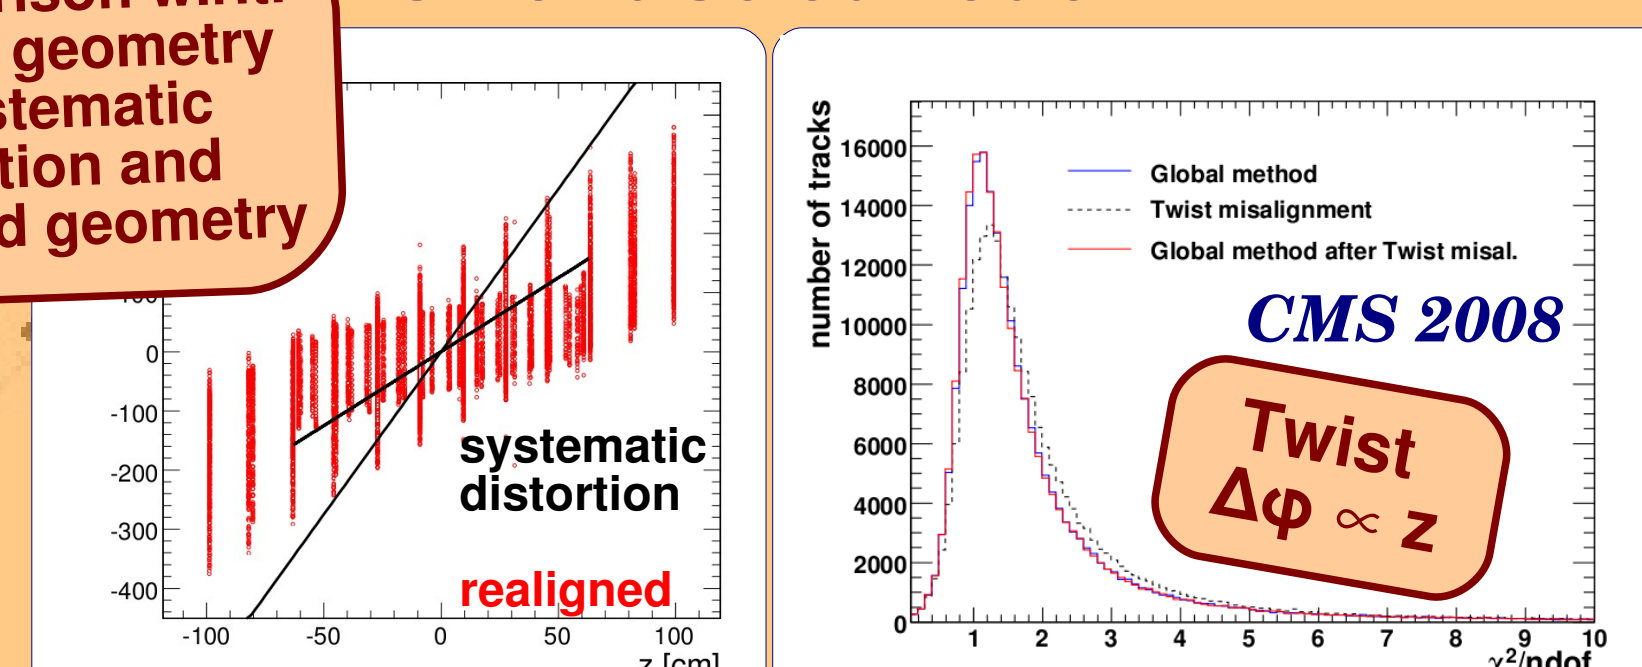 geometry
and
geometry
0
-100
-200
-300
-400
-100 -50 0 50 100
z [cm]
systematic
distortion
realigned
number of tracks
16000
14000
12000
10000
8000
6000
4000
2000
0
1 2 3 4 5 6 7 8 9 10
χ²/ndof
Global method
Twist misalignment
Global method after Twist misal.
CMS 2008
Twist
Δφ ∝ z